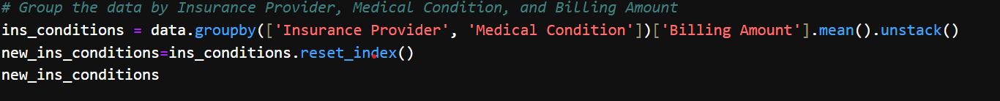 # Group the data by Insurance Provider, Medical Condition, and Billing Amount
ins_conditions = data.groupby(['Insurance Provider', 'Medical Condition'])['Billing Amount'].mean().unstack()
new_ins_conditions=ins_conditions.reset_index()
new_ins_conditions